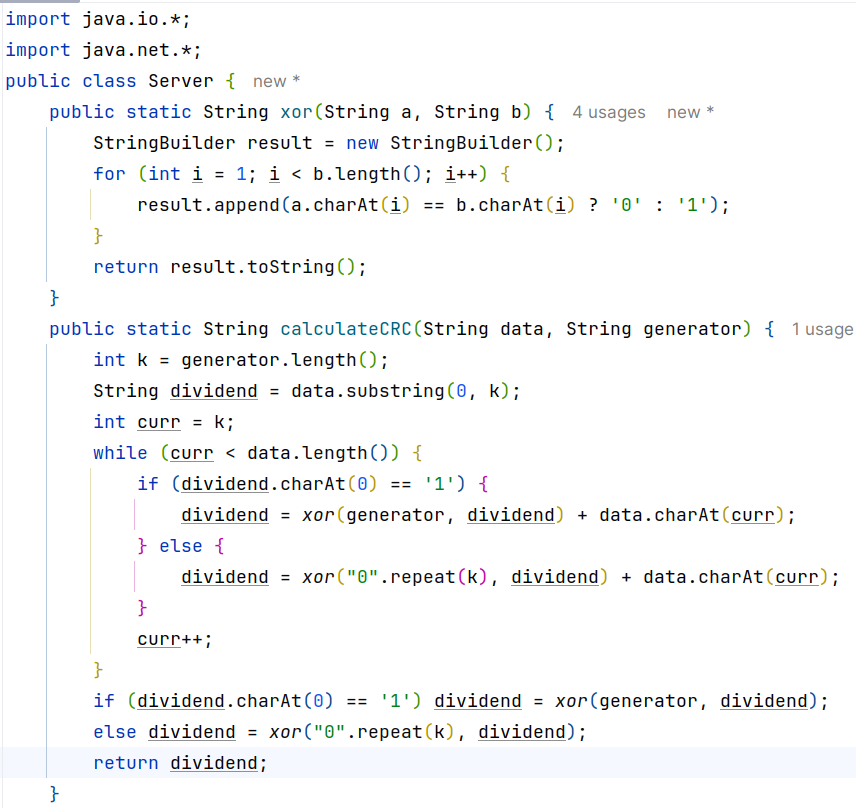 import java.io.*;
import java.net.*;
public class Server {  new *
    public static String xor(String a, String b) {  4 usages  new *
        StringBuilder result = new StringBuilder();
        for (int i = 1; i < b.length(); i++) {
            result.append(a.charAt(i) == b.charAt(i) ? '0' : '1');
        }
        return result.toString();
    }
    public static String calculateCRC(String data, String generator) {  1 usage
        int k = generator.length();
        String dividend = data.substring(0, k);
        int curr = k;
        while (curr < data.length()) {
            if (dividend.charAt(0) == '1') {
                dividend = xor(generator, dividend) + data.charAt(curr);
            } else {
                dividend = xor("0".repeat(k), dividend) + data.charAt(curr);
            }
            curr++;
        }
        if (dividend.charAt(0) == '1') dividend = xor(generator, dividend);
        else dividend = xor("0".repeat(k), dividend);
        return dividend;
    }